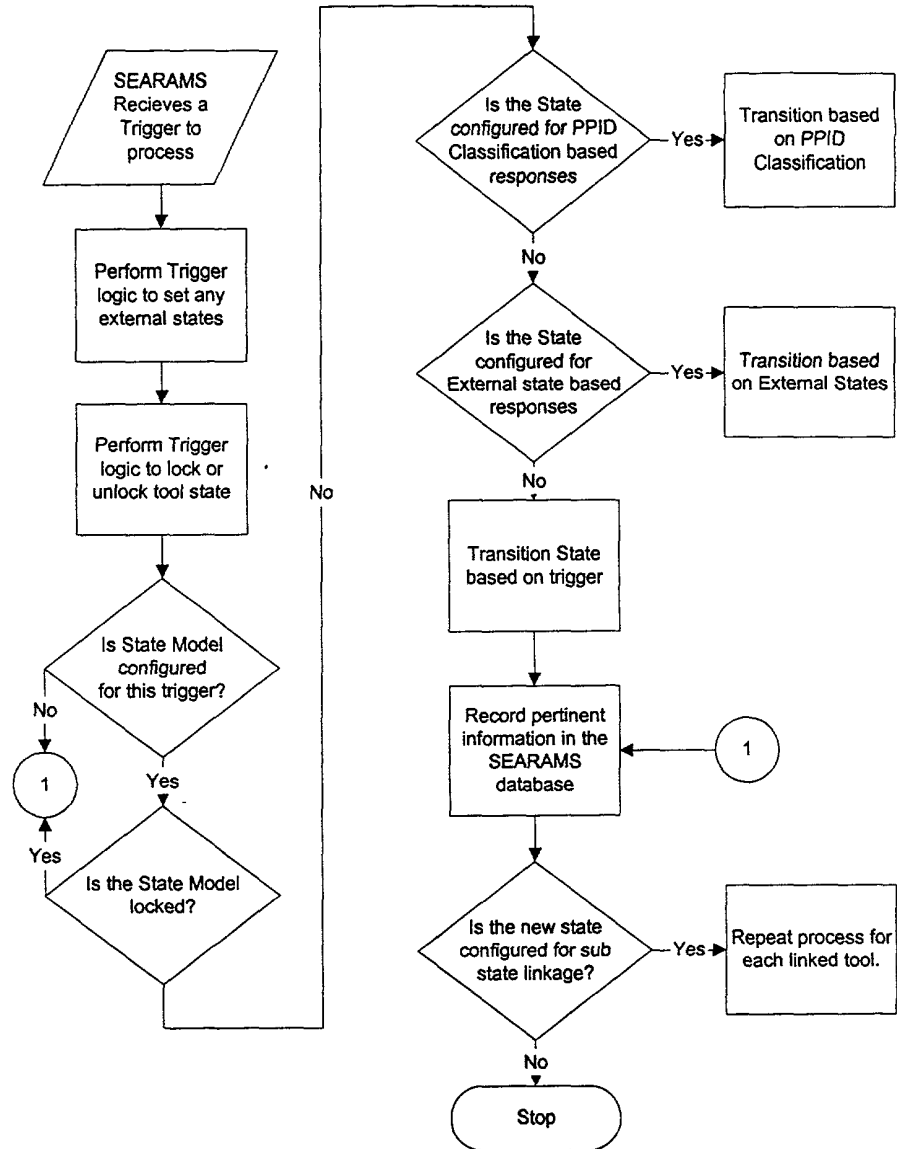 SEARAMS
Recieves a
Trigger to
process
Perform Trigger
logic to set any
external states
Perform Trigger
logic to lock or
unlock tool state
Is State Model
configured
for this trigger?
No
1
Yes
Yes
Is the State Model
locked?
No
Is the State
configured for PPID
Classification based
responses
Yes
Transition based
on PPID
Classification
No
Is the State
configured for
External state based
responses
Yes
Transition based
on External States
No
Transition State
based on trigger
Record pertinent
information in the
SEARAMS
database
1
Is the new state
configured for sub
state linkage?
Yes
Repeat process for
each linked tool.
No
Stop